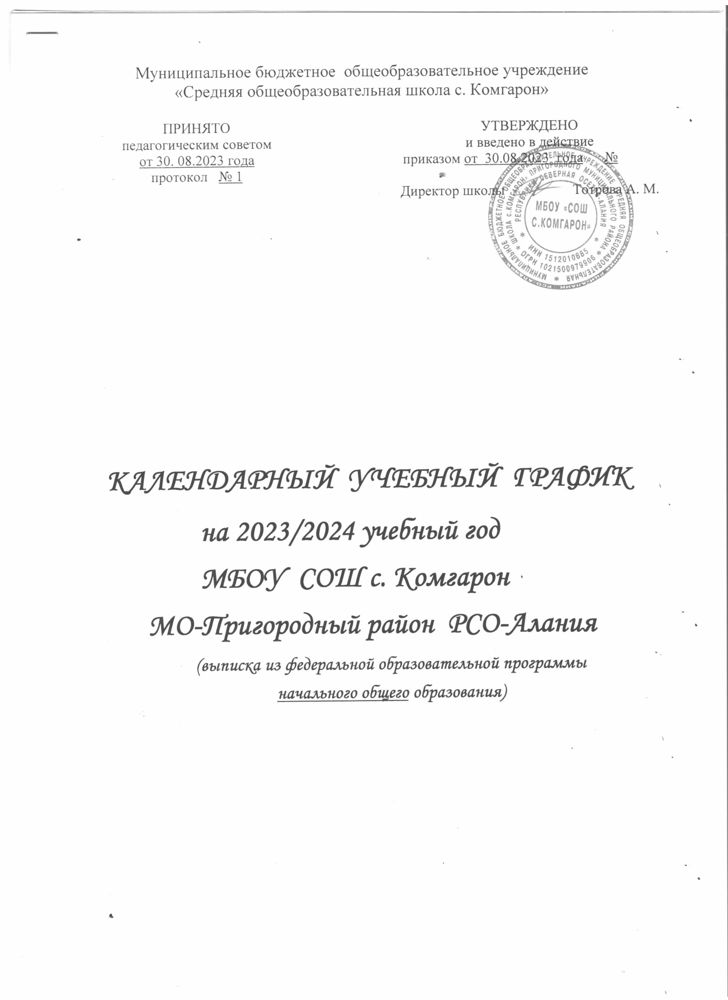 Муниципальное бюджетное общеобразовательное учреждение
«Средняя общеобразовательная школа с. Комгарон»
ПРИНЯТО
педагогическим советом
от 30. 08.2023 года
протокол № 1
УТВЕРЖДЕНО
и введено в действие
приказом от 30.08.2023 года №
Директор школы Тотрова А. М.
МУНИЦИПАЛЬНОЕ БЮДЖЕТНОЕ ОБЩЕОБРАЗОВАТЕЛЬНОЕ УЧРЕЖДЕНИЕ «СРЕДНЯЯ ОБЩЕОБРАЗОВАТЕЛЬНАЯ
ШКОЛА С.КОМГАРОН» ПРИГОРОДНОГО МУНИЦИПАЛЬНОГО РАЙОНА
РЕСПУБЛИКИ СЕВЕРНАЯ ОСЕТИЯ-АЛАНИЯ
ОГРН 1021500979906
ИНН 1512010885
МБОУ «СОШ
С.КОМГАРОН»
КАЛЕНДАРНЫЙ УЧЕБНЫЙ ГРАФИК
на 2023/2024 учебный год
МБОУ СОШ с. Комгарон
МО-Пригородный район РСО-Алания
(выписка из федеральной образовательной программы
начального общего образования)